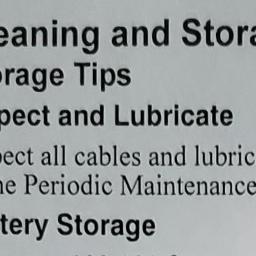 eaning and Stora
orage Tips
pect and Lubricate
pect all cables and lubric
he Periodic Maintenance
tery Storage